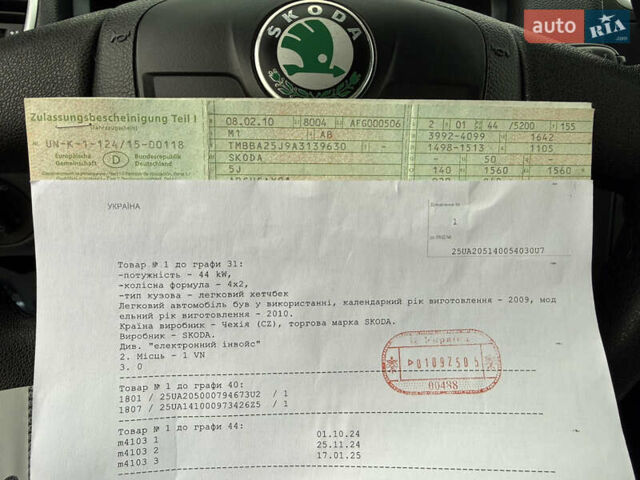 SKODA
auto RIA.com
Zulassungsbescheinigung Teil I
(Fahrzeugschein)
UN-K-1-124/15-00118
Europäische Gemeinschaft D Bundesrepublik Deutschland
08.02.10 8004 AFG000506
M1 AB
TMBBA25J9A3139630 -
SKODA
5J
2 01 44 /5200 155
3992-4099 1642
1498-1513 1105
- 50 -
140 1560 1560
УКРАЇНА
1
25UA205140054030U7
Товар № 1 до графи 31:
-потужність - 44 kW,
-колісна формула - 4x2,
-тип кузова - легковий хетчбек
Легковий автомобіль був у використанні, календарний рік виготовлення - 2009, мод
ельний рік виготовлення - 2010.
Країна виробник - Чехія (CZ), торгова марка SKODA.
Виробник - SKODA.
Див. "електронний інвойс"
2. Місць - 1 VN
3. 0
00488
Товар № 1 до графи 40:
1801 / 25UA205000794673U2 / 1
1807 / 25UA141000973426Z5 / 1
Товар № 1 до графи 44:
m4103 1 01.10.24
m4103 2 25.11.24
m4103 3 17.01.25